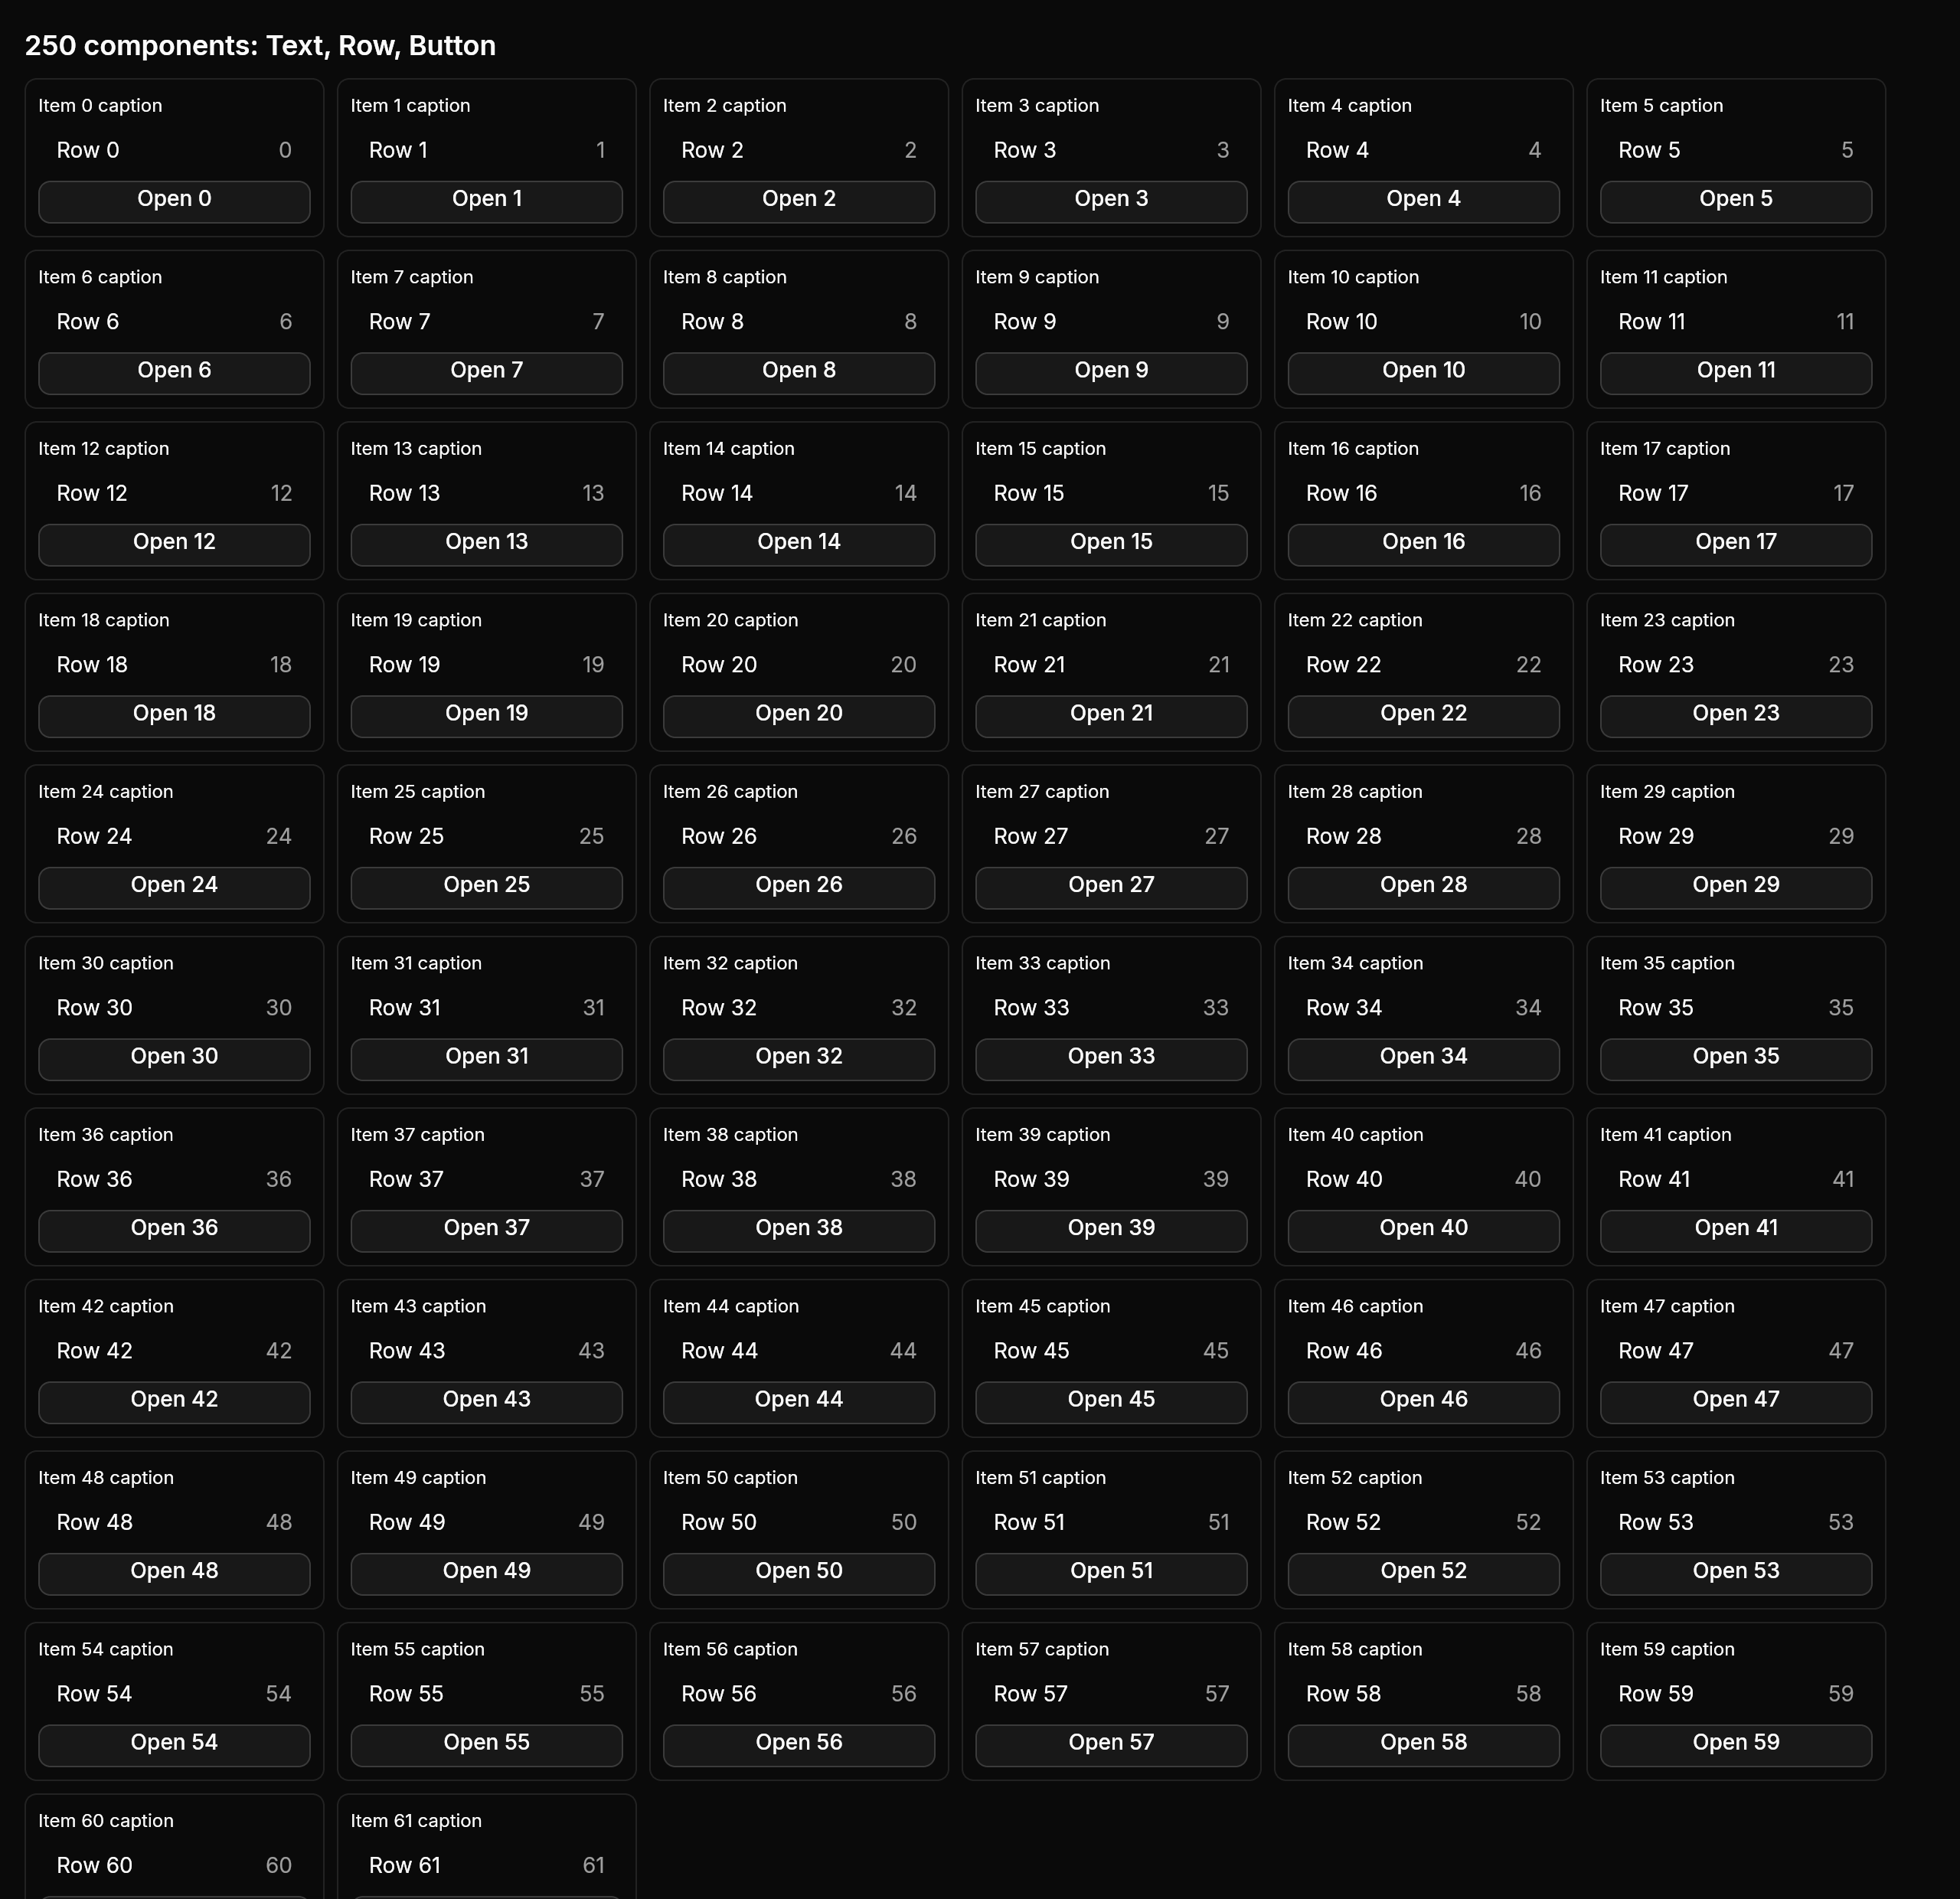 250 components: Text, Row, Button
Item 0 caption Item 1 caption Item 2 caption Item 3 caption Item 4 caption Item 5 caption
Row 0 0 Row 1 1 Row 2 2 Row 3 3 Row 4 4 Row 5 5
Open 0 Open 1 Open 2 Open 3 Open 4 Open 5
Item 6 caption Item 7 caption Item 8 caption Item 9 caption Item 10 caption Item 11 caption
Row 6 6 Row 7 7 Row 8 8 Row 9 9 Row 10 10 Row 11 11
Open 6 Open 7 Open 8 Open 9 Open 10 Open 11
Item 12 caption Item 13 caption Item 14 caption Item 15 caption Item 16 caption Item 17 caption
Row 12 12 Row 13 13 Row 14 14 Row 15 15 Row 16 16 Row 17 17
Open 12 Open 13 Open 14 Open 15 Open 16 Open 17
Item 18 caption Item 19 caption Item 20 caption Item 21 caption Item 22 caption Item 23 caption
Row 18 18 Row 19 19 Row 20 20 Row 21 21 Row 22 22 Row 23 23
Open 18 Open 19 Open 20 Open 21 Open 22 Open 23
Item 24 caption Item 25 caption Item 26 caption Item 27 caption Item 28 caption Item 29 caption
Row 24 24 Row 25 25 Row 26 26 Row 27 27 Row 28 28 Row 29 29
Open 24 Open 25 Open 26 Open 27 Open 28 Open 29
Item 30 caption Item 31 caption Item 32 caption Item 33 caption Item 34 caption Item 35 caption
Row 30 30 Row 31 31 Row 32 32 Row 33 33 Row 34 34 Row 35 35
Open 30 Open 31 Open 32 Open 33 Open 34 Open 35
Item 36 caption Item 37 caption Item 38 caption Item 39 caption Item 40 caption Item 41 caption
Row 36 36 Row 37 37 Row 38 38 Row 39 39 Row 40 40 Row 41 41
Open 36 Open 37 Open 38 Open 39 Open 40 Open 41
Item 42 caption Item 43 caption Item 44 caption Item 45 caption Item 46 caption Item 47 caption
Row 42 42 Row 43 43 Row 44 44 Row 45 45 Row 46 46 Row 47 47
Open 42 Open 43 Open 44 Open 45 Open 46 Open 47
Item 48 caption Item 49 caption Item 50 caption Item 51 caption Item 52 caption Item 53 caption
Row 48 48 Row 49 49 Row 50 50 Row 51 51 Row 52 52 Row 53 53
Open 48 Open 49 Open 50 Open 51 Open 52 Open 53
Item 54 caption Item 55 caption Item 56 caption Item 57 caption Item 58 caption Item 59 caption
Row 54 54 Row 55 55 Row 56 56 Row 57 57 Row 58 58 Row 59 59
Open 54 Open 55 Open 56 Open 57 Open 58 Open 59
Item 60 caption Item 61 caption
Row 60 60 Row 61 61